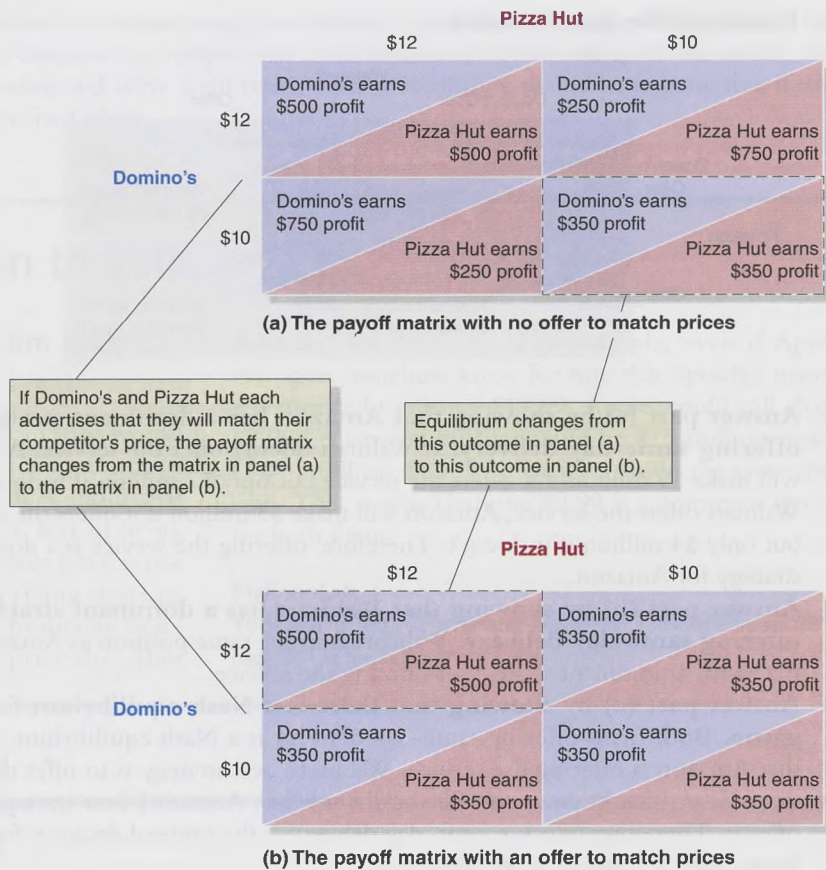 Pizza Hut
$12 $10
Domino's earns
$500 profit
Pizza Hut earns
$500 profit
Domino's earns
$250 profit
Pizza Hut earns
$750 profit
$12
Domino's
$10
Domino's earns
$750 profit
Pizza Hut earns
$250 profit
Domino's earns
$350 profit
Pizza Hut earns
$350 profit
(a) The payoff matrix with no offer to match prices
If Domino's and Pizza Hut each
advertises that they will match their
competitor's price, the payoff matrix
changes from the matrix in panel (a)
to the matrix in panel (b).
Equilibrium changes from
this outcome in panel (a)
to this outcome in panel (b).
Pizza Hut
$12 $10
Domino's earns
$500 profit
Pizza Hut earns
$500 profit
Domino's earns
$350 profit
Pizza Hut earns
$350 profit
$12
Domino's
$10
Domino's earns
$350 profit
Pizza Hut earns
$350 profit
Domino's earns
$350 profit
Pizza Hut earns
$350 profit
(b) The payoff matrix with an offer to match prices